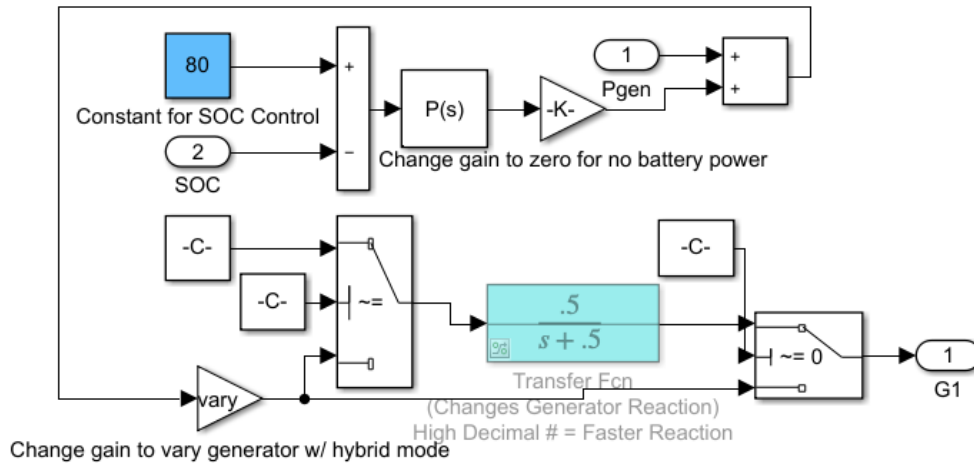 80
+
−
Constant for SOC Control
2
SOC
P(s)
-K-
1
Pgen
+
+
Change gain to zero for no battery power
-C-
-C-
~=
.5
s + .5
-C-
~= 0
1
G1
Transfer Fcn
(Changes Generator Reaction)
High Decimal # = Faster Reaction
vary
Change gain to vary generator w/ hybrid mode